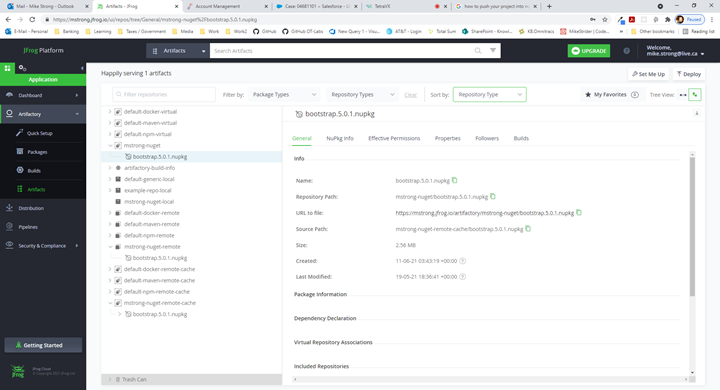 Mail - Mike Strong - Outlook
Artifacts
Account Management
Case: 04981101 ~ Salesforce - U
TetraVX
how to push your project into n
https://mstrong.jfrog.io/ui/repos/tree/General/mstrong-nuget%2Fbootstrap.5.0.1.nupkg
Paused
E-Mail - Personal
Banking
Learning
Taxes / Government
Media
Work
Work2
GitHub
GitHub OT-Labs
New Query 1 - Visu...
AT&T - Login
Total Sum
SharePoint - Knowl...
KB.Omnitracs
MikeStrider | Code...
Other bookmarks
Reading list
JFrog Platform
Artifacts
Search Artifacts
UPGRADE
Welcome,
mike.strong@live.ca
Application
Dashboard
Artifactory
Quick Setup
Packages
Builds
Artifacts
Distribution
Pipelines
Security & Compliance
Getting Started
Happily serving 1 artifacts
Set Me Up
Deploy
Filter repositories
Filter by:
Package Types
Repository Types
Clear
Sort by:
Repository Type
My Favorites
Tree View:
default-docker-virtual
default-maven-virtual
default-npm-virtual
mstrong-nuget
bootstrap.5.0.1.nupkg
artifactory-build-info
default-generic-local
example-repo-local
mstrong-nuget-local
default-docker-remote
default-maven-remote
default-npm-remote
mstrong-nuget-remote
bootstrap.5.0.1.nupkg
default-docker-remote-cache
default-maven-remote-cache
default-npm-remote-cache
mstrong-nuget-remote-cache
bootstrap.5.0.1.nupkg
Trash Can
bootstrap.5.0.1.nupkg
General
NuPkg Info
Effective Permissions
Properties
Followers
Builds
Info
Name: bootstrap.5.0.1.nupkg
Repository Path: mstrong-nuget/bootstrap.5.0.1.nupkg
URL to file: https://mstrong.jfrog.io/artifactory/mstrong-nuget/bootstrap.5.0.1.nupkg
Source Path: mstrong-nuget-remote-cache/bootstrap.5.0.1.nupkg
Size: 2.56 MB
Created: 11-06-21 03:43:19 +00:00
Last Modified: 19-05-21 18:36:41 +00:00
Package Information
Dependency Declaration
Virtual Repository Associations
Included Repositories